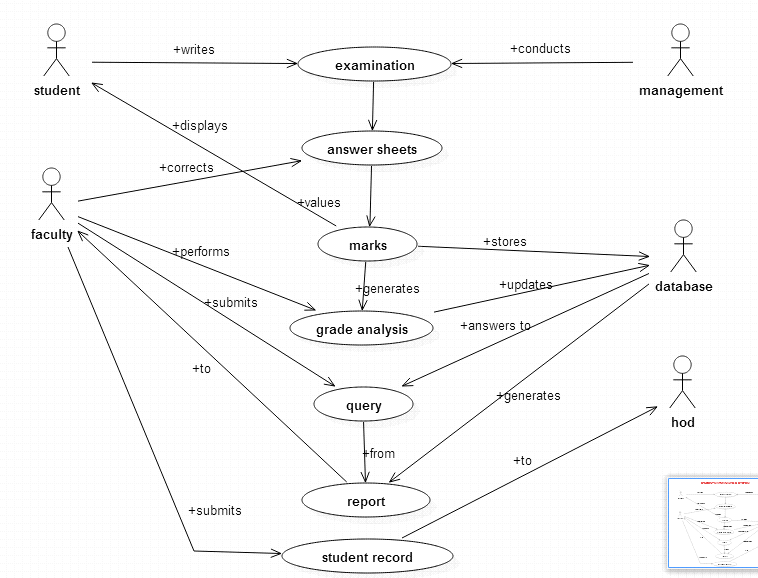 +writes
+conducts
examination
student
management
+displays
answer sheets
+corrects
+values
faculty
marks
+stores
+performs
+updates
database
+generates
+submits
grade analysis
+answers to
+to
+generates
query
hod
+from
+to
report
+submits
student record